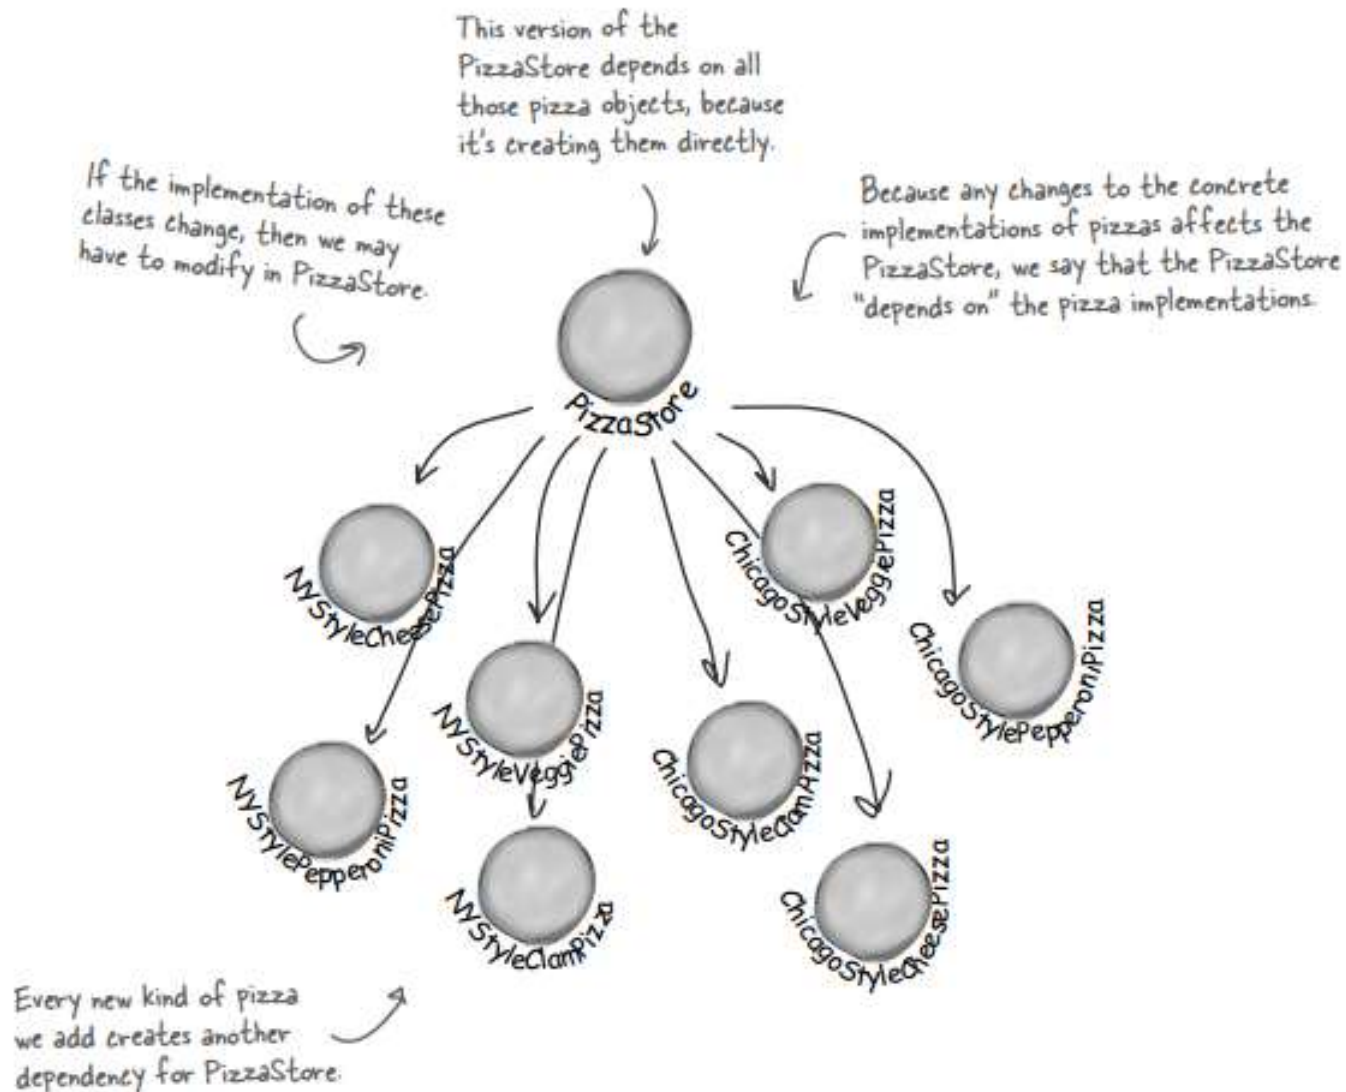 This version of the
PizzaStore depends on all
those pizza objects, because
it's creating them directly.
If the implementation of these
classes change, then we may
have to modify in PizzaStore.
Because any changes to the concrete
implementations of pizzas affects the
PizzaStore, we say that the PizzaStore
"depends on" the pizza implementations.
PizzaStore
NYStyleCheesePizza
ChicagoStyleVeggiePizza
ChicagoStylePepperoniPizza
NYStyleVeggiePizza
ChicagoStyleClamPizza
NYStylePepperoniPizza
NYStyleClamPizza
ChicagoStyleCheesePizza
Every new kind of pizza
we add creates another
dependency for PizzaStore.